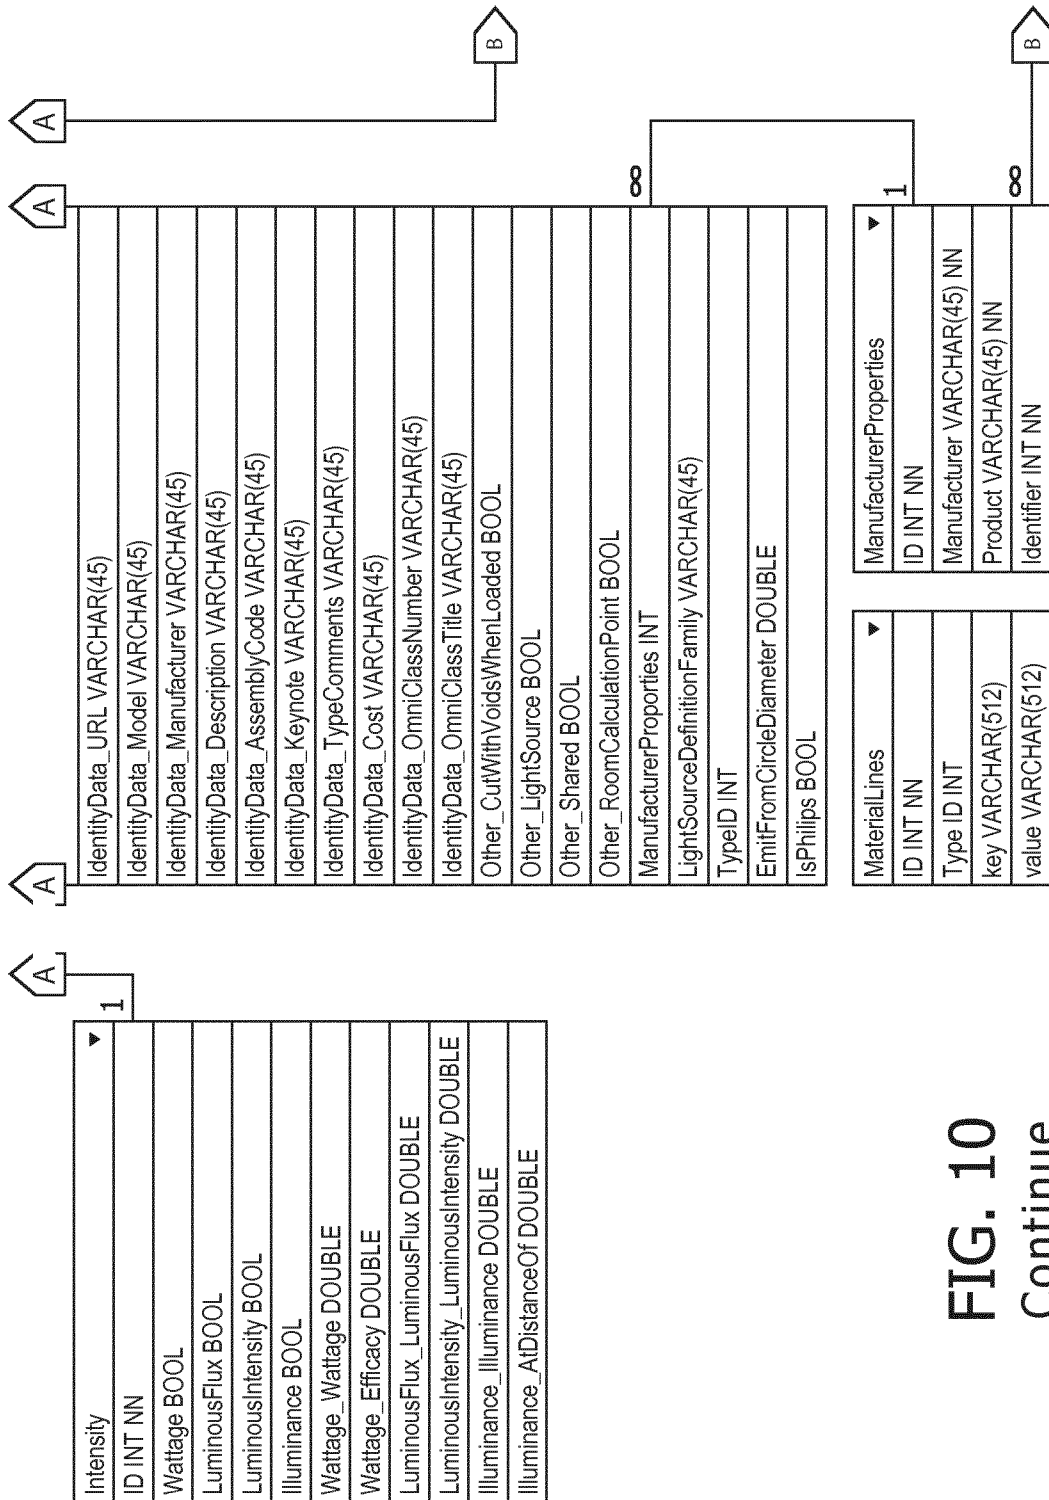 A
A
A
A
Intensity
ID INT NN
Wattage BOOL
LuminousFlux BOOL
LuminousIntensity BOOL
Illuminance BOOL
Wattage_Wattage DOUBLE
Wattage_Efficacy DOUBLE
LuminousFlux_LuminousFlux DOUBLE
LuminousIntensity_LuminousIntensity DOUBLE
Illuminance_Illuminance DOUBLE
Illuminance_AtDistanceOf DOUBLE
1
IdentityData_URL VARCHAR(45)
IdentityData_Model VARCHAR(45)
IdentityData_Manufacturer VARCHAR(45)
IdentityData_Description VARCHAR(45)
IdentityData_AssemblyCode VARCHAR(45)
IdentityData_Keynote VARCHAR(45)
IdentityData_TypeComments VARCHAR(45)
IdentityData_Cost VARCHAR(45)
IdentityData_OmniClassNumber VARCHAR(45)
IdentityData_OmniClassTitle VARCHAR(45)
Other_CutWithVoidsWhenLoaded BOOL
Other_LightSource BOOL
Other_Shared BOOL
Other_RoomCalculationPoint BOOL
ManufacturerProperties INT
LightSourceDefinitionFamily VARCHAR(45)
TypeID INT
EmitFromCircleDiameter DOUBLE
IsPhilips BOOL
B
∞
1
MaterialLines
ID INT NN
Type ID INT
key VARCHAR(512)
value VARCHAR(512)
ManufacturerProperties
ID INT NN
Manufacturer VARCHAR(45) NN
Product VARCHAR(45) NN
Identifier INT NN
∞
B
FIG. 10
Continue